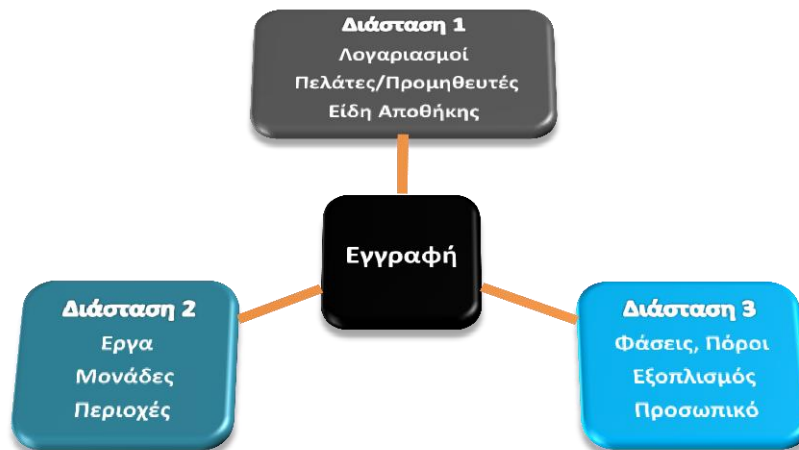 Διάσταση 1
Λογαριασμοί
Πελάτες/Προμηθευτές
Είδη Αποθήκης
Εγγραφή
Διάσταση 2
Εργα
Μονάδες
Περιοχές
Διάσταση 3
Φάσεις, Πόροι
Εξοπλισμός
Προσωπικό